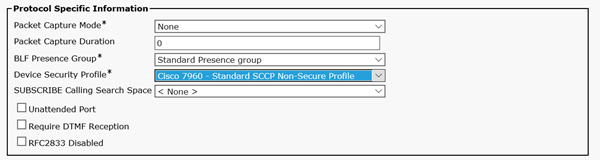 Protocol Specific Information
Packet Capture Mode* None
Packet Capture Duration 0
BLF Presence Group* Standard Presence group
Device Security Profile* Cisco 7960 - Standard SCCP Non-Secure Profile
SUBSCRIBE Calling Search Space < None >
Unattended Port
Require DTMF Reception
RFC2833 Disabled